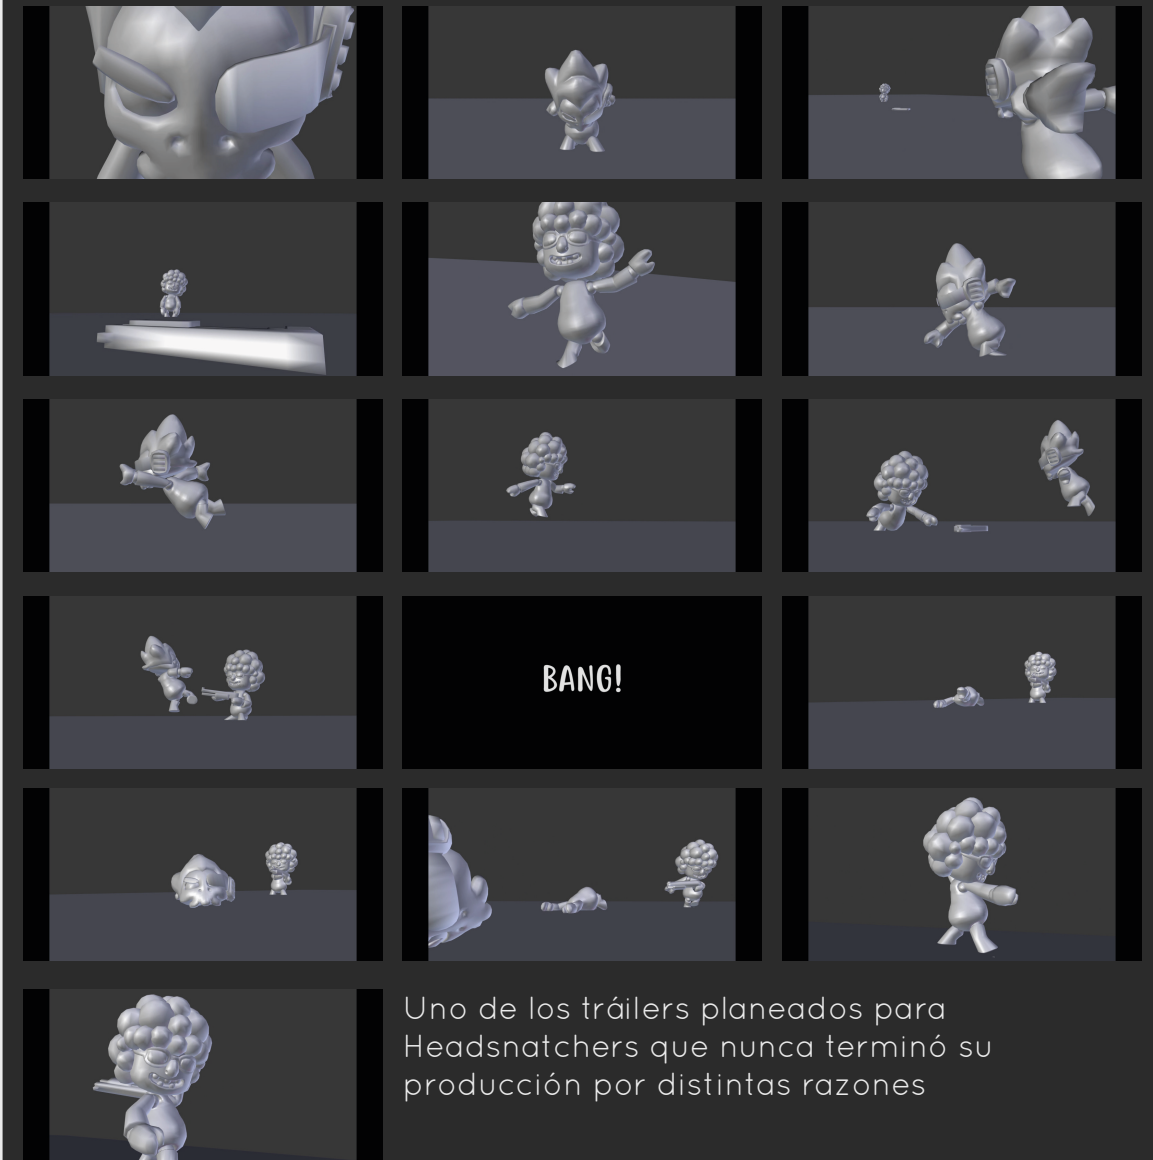 BANG!
Uno de los tráilers planeados para
Headsnatchers que nunca terminó su
producción por distintas razones